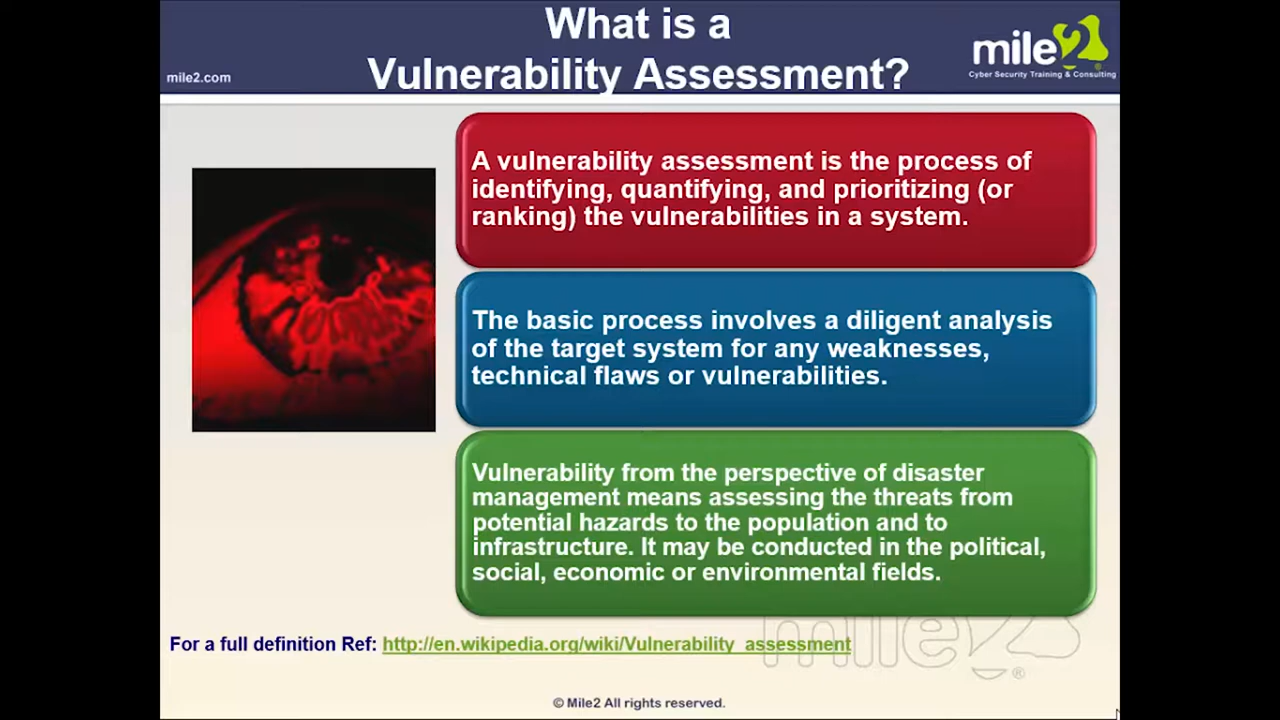 What is a
Vulnerability Assessment?
mile2.com
mile2
Cyber Security Training & Consulting
A vulnerability assessment is the process of
identifying, quantifying, and prioritizing (or
ranking) the vulnerabilities in a system.
The basic process involves a diligent analysis
of the target system for any weaknesses,
technical flaws or vulnerabilities.
Vulnerability from the perspective of disaster
management means assessing the threats from
potential hazards to the population and to
infrastructure. It may be conducted in the political,
social, economic or environmental fields.
For a full definition Ref: http://en.wikipedia.org/wiki/Vulnerability_assessment
mile2®
© Mile2 All rights reserved.